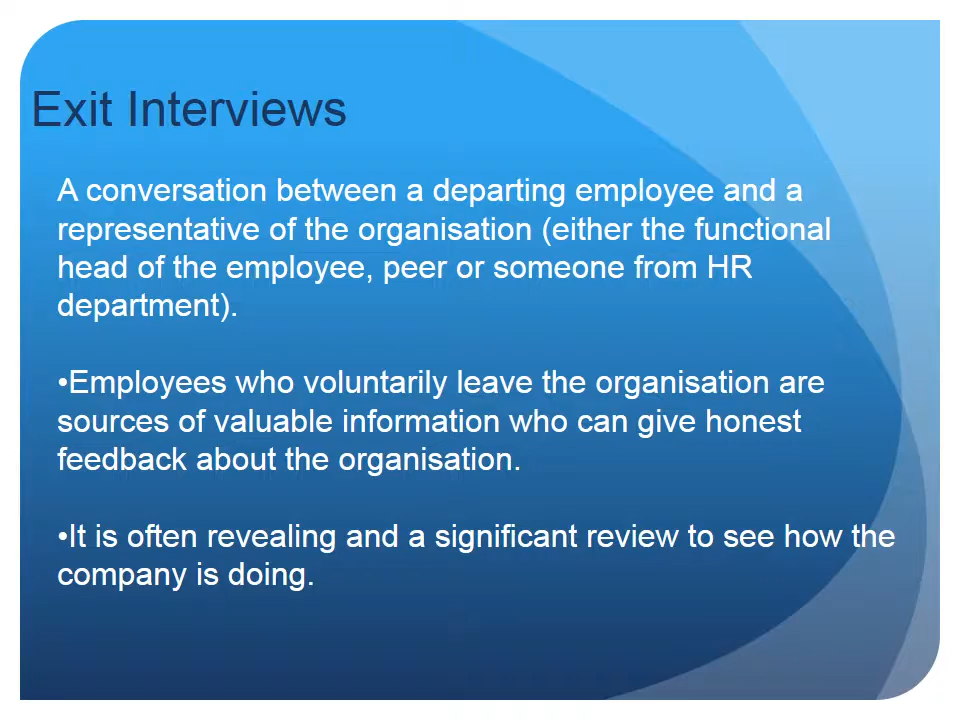 Exit Interviews
A conversation between a departing employee and a
representative of the organisation (either the functional
head of the employee, peer or someone from HR
department).
•Employees who voluntarily leave the organisation are
sources of valuable information who can give honest
feedback about the organisation.
•It is often revealing and a significant review to see how the
company is doing.